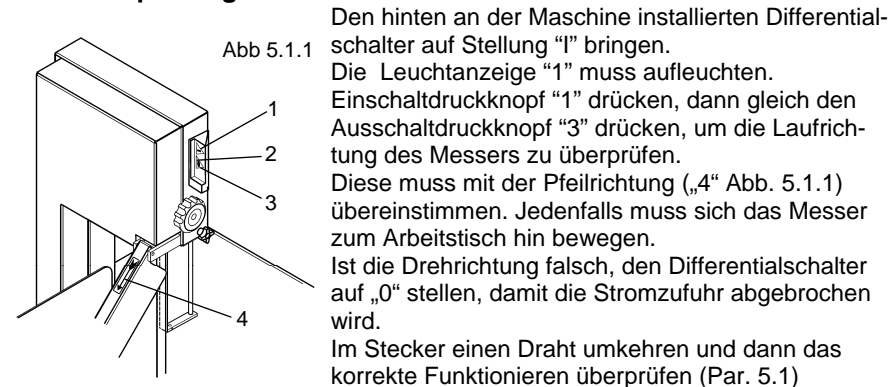 Den hinten an der Maschine installierten Differential-
Abb 5.1.1
schalter auf Stellung “I” bringen.
Die  Leuchtanzeige “1” muss aufleuchten.
Einschaltdruckknopf “1” drücken, dann gleich den
Ausschaltdruckknopf “3” drücken, um die Laufrich-
tung des Messers zu überprüfen.
Diese muss mit der Pfeilrichtung („4“ Abb. 5.1.1)
übereinstimmen. Jedenfalls muss sich das Messer
zum Arbeitstisch hin bewegen.
Ist die Drehrichtung falsch, den Differentialschalter
auf „0“ stellen, damit die Stromzufuhr abgebrochen
wird.
Im Stecker einen Draht umkehren und dann das
korrekte Funktionieren überprüfen (Par. 5.1)
1
2
3
4